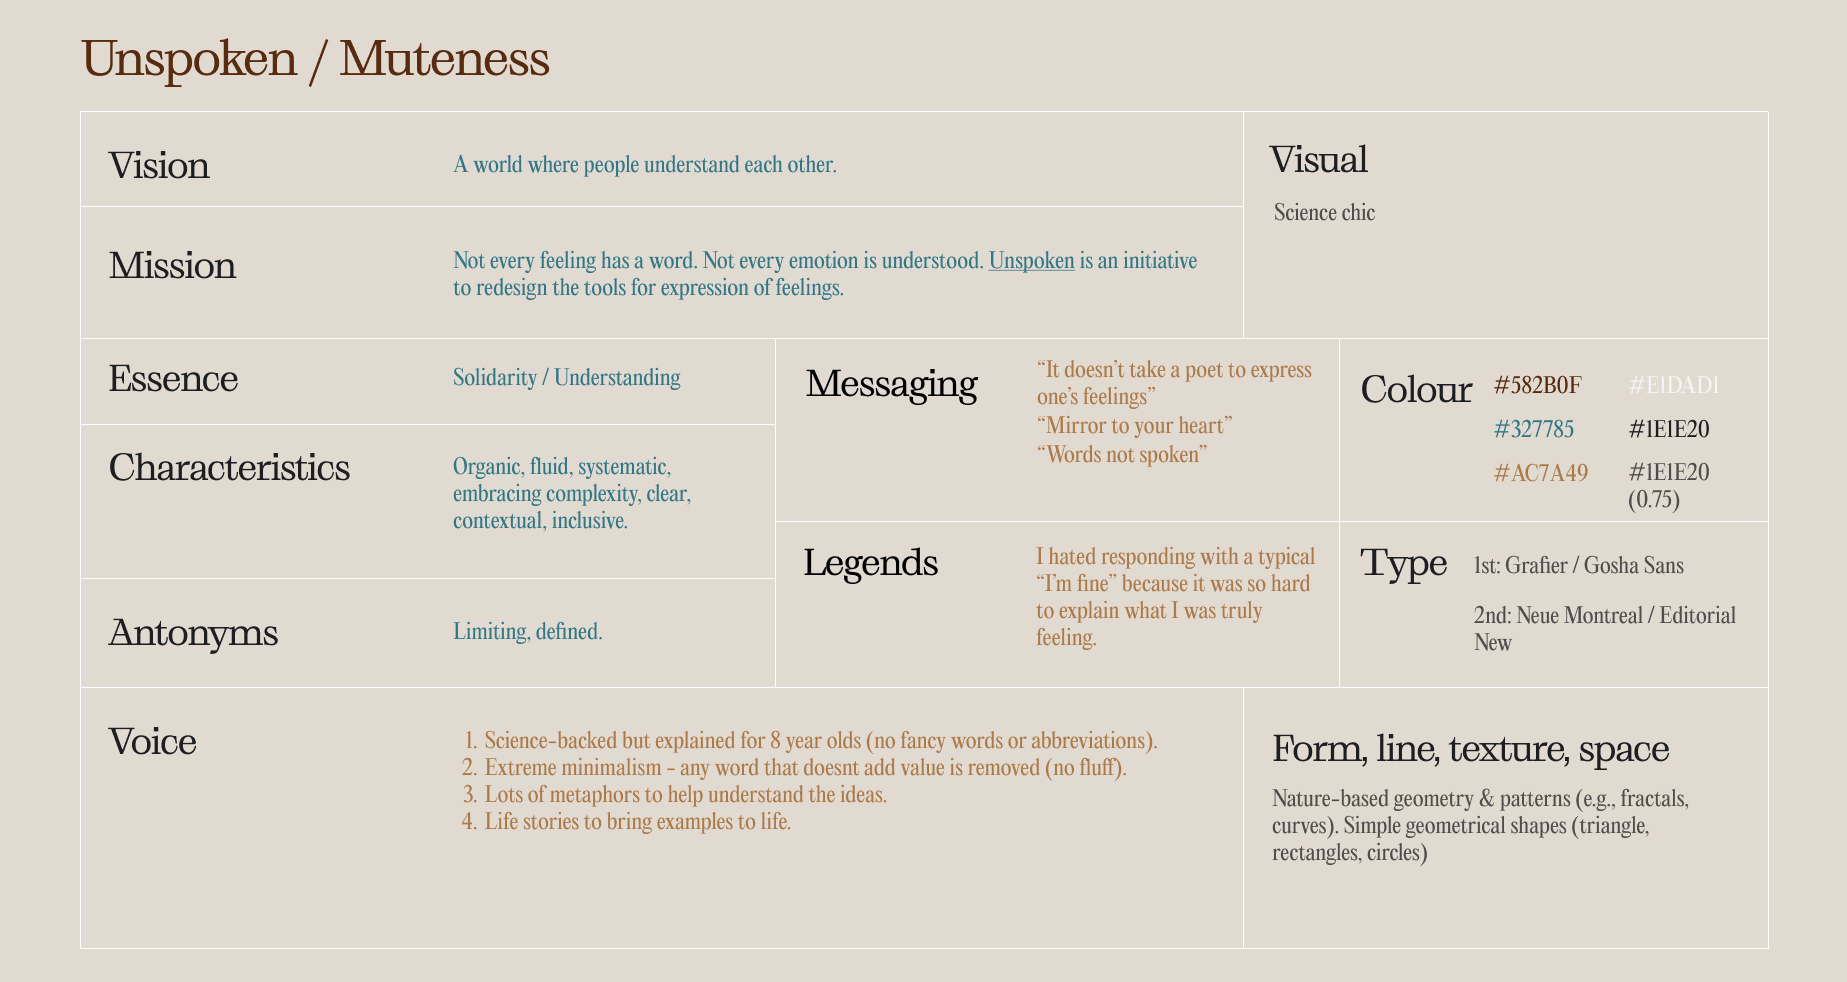 Unspoken / Muteness
Vision
A world where people understand each other.
Mission
Not every feeling has a word. Not every emotion is understood. Unspoken is an initiative
to redesign the tools for expression of feelings.
Visual
Science chic
Essence
Solidarity / Understanding
Characteristics
Organic, fluid, systematic,
embracing complexity, clear,
contextual, inclusive.
Antonyms
Limiting, defined.
Messaging
“It doesn’t take a poet to express
one’s feelings”
“Mirror to your heart”
“Words not spoken”
Legends
I hated responding with a typical
“I’m fine” because it was so hard
to explain what I was truly
feeling.
Colour
#582B0F
#E1DAD1
#327785
#1E1E20
#AC7A49
#1E1E20
(0.75)
Type
1st: Grafier / Gosha Sans
2nd: Neue Montreal / Editorial
New
Voice
1. Science-backed but explained for 8 year olds (no fancy words or abbreviations).
2. Extreme minimalism - any word that doesnt add value is removed (no fluff).
3. Lots of metaphors to help understand the ideas.
4. Life stories to bring examples to life.
Form, line, texture, space
Nature-based geometry & patterns (e.g., fractals,
curves). Simple geometrical shapes (triangle,
rectangles, circles)